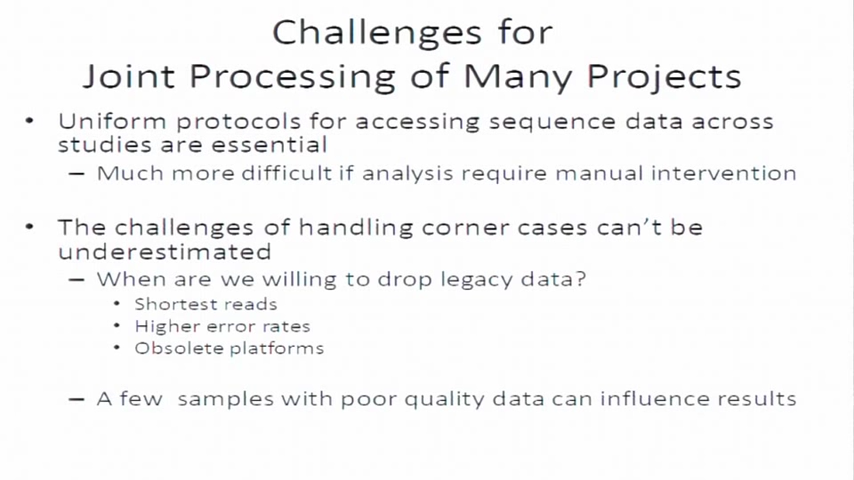 Challenges for
Joint Processing of Many Projects
• Uniform protocols for accessing sequence data across
studies are essential
– Much more difficult if analysis require manual intervention
• The challenges of handling corner cases can't be
underestimated
– When are we willing to drop legacy data?
• Shortest reads
• Higher error rates
• Obsolete platforms
– A few samples with poor quality data can influence results